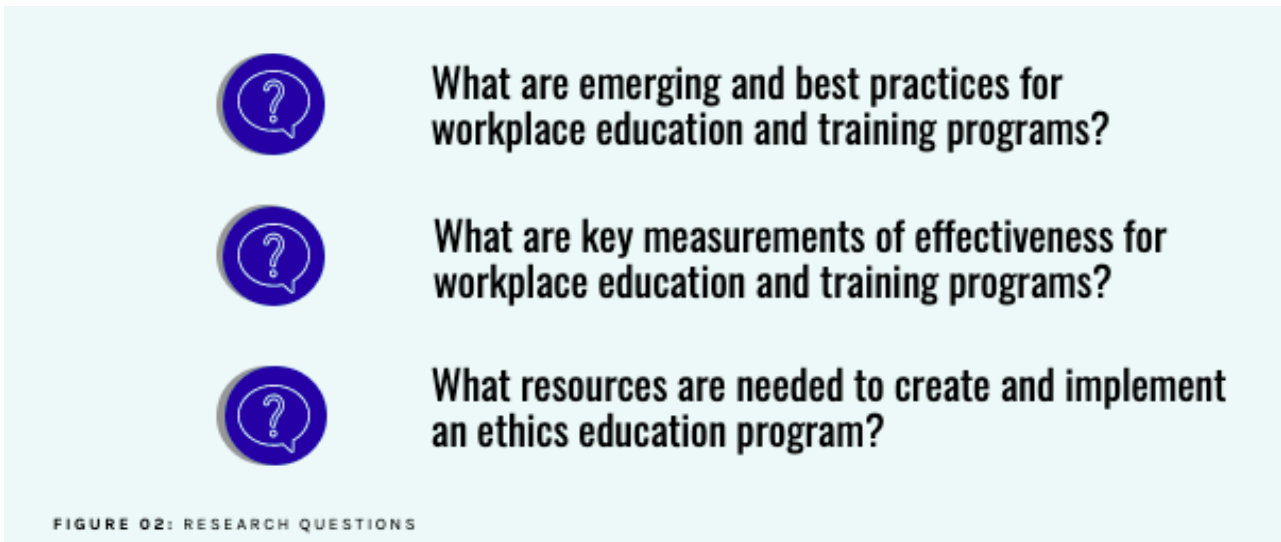 What are emerging and best practices for
workplace education and training programs?
What are key measurements of effectiveness for
workplace education and training programs?
What resources are needed to create and implement
an ethics education program?
FIGURE 02: RESEARCH QUESTIONS